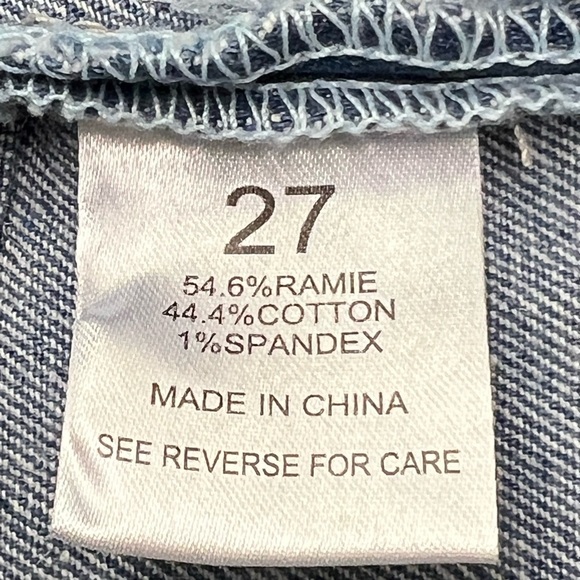 27
54.6%RAMIE
44.4%COTTON
1%SPANDEX
MADE IN CHINA
SEE REVERSE FOR CARE